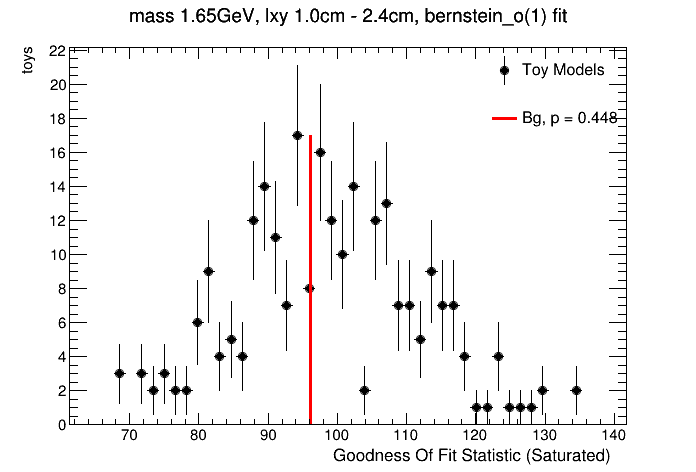 mass 1.65GeV, lxy 1.0cm - 2.4cm, bernstein_o(1) fit
toys
22
20
18
16
14
12
10
8
6
4
2
0
Toy Models
Bg, p = 0.448
70 80 90 100 110 120 130 140
Goodness Of Fit Statistic (Saturated)